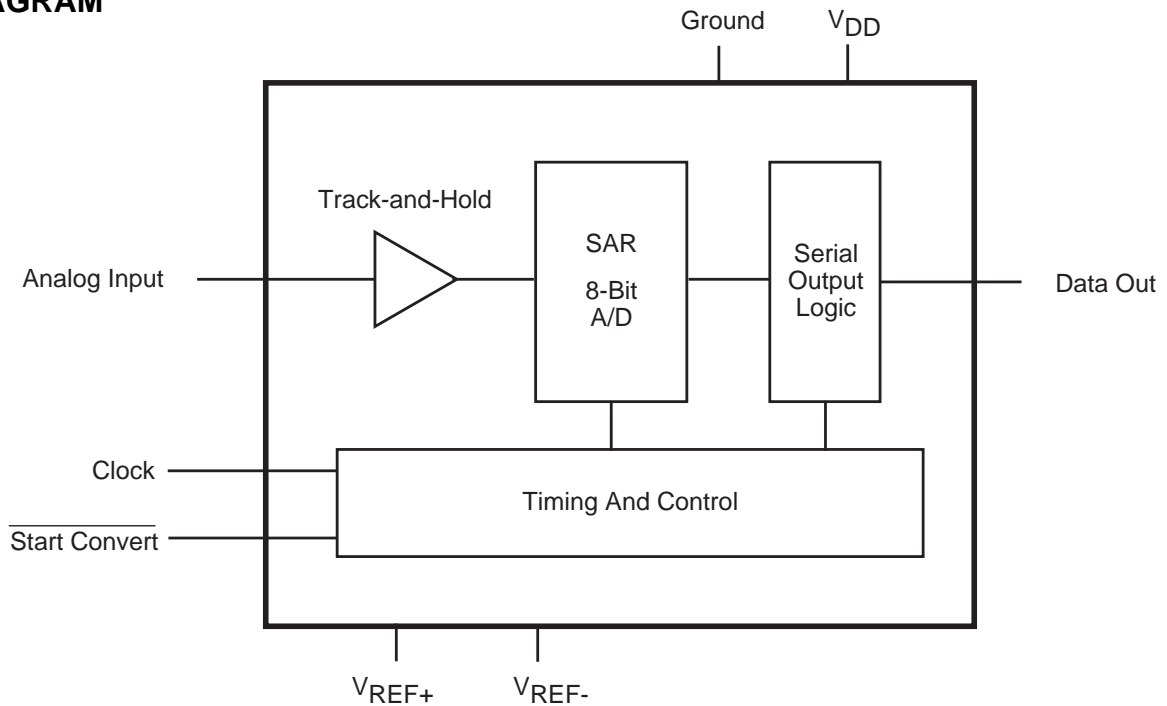 AGRAM
Ground
VDD
Track-and-Hold
SAR
8-Bit
A/D
Serial
Output
Logic
Analog Input
Data Out
Clock
Timing And Control
Start Convert
VREF+
VREF-